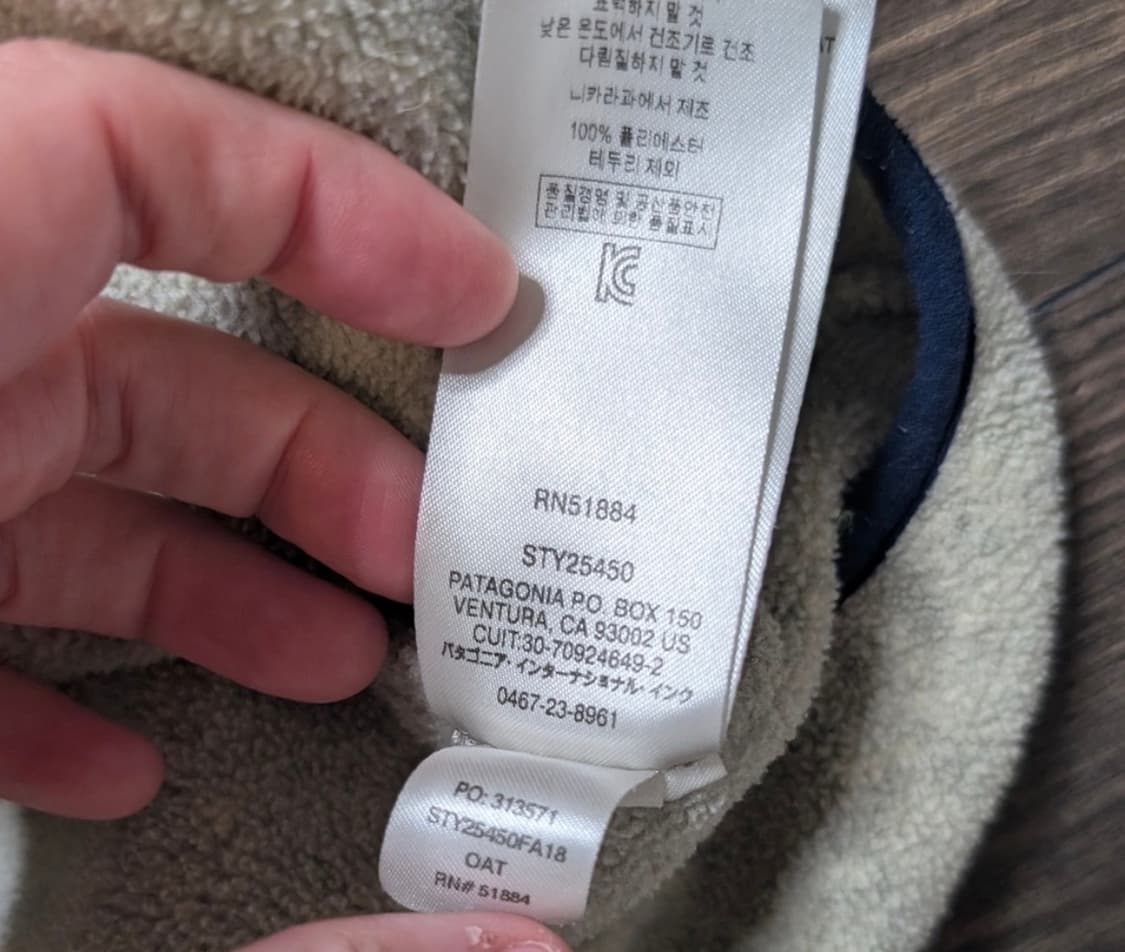 표백하지 말 것
낮은 온도에서 건조기로 건조
다림질하지 말 것
니카라과에서 제조
100% 폴리에스터
테두리 제외
품질경영 및 공산품안전
관리법에 의한 품질표시
KC
RN51884
STY25450
PATAGONIA P.O. BOX 150
VENTURA, CA 93002 US
CUIT:30-70924649-2
パタゴニア・インターナショナル・インク
0467-23-8961
PO: 313571
STY25450FA18
OAT
RN# 51884
AT